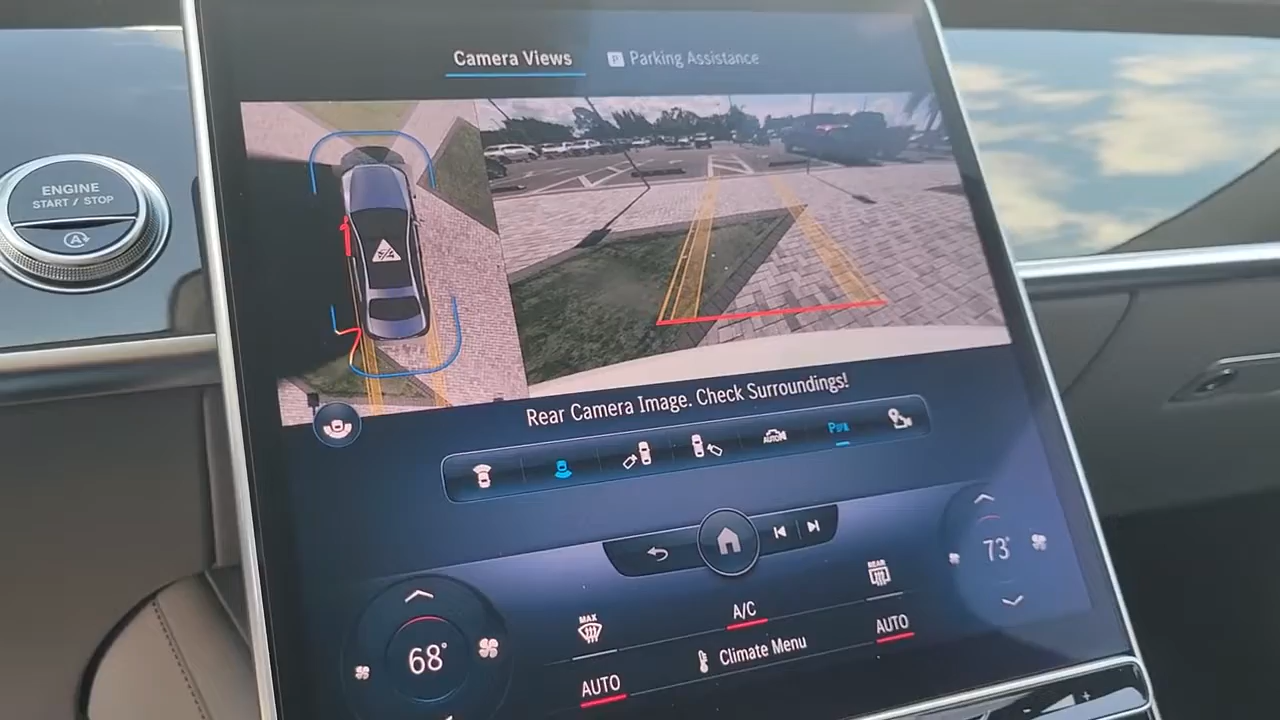 Camera Views
P Parking Assistance
ENGINE
START / STOP
A
Rear Camera Image. Check Surroundings!
AUTO
P
73°
REAR
MAX
A/C
68°
AUTO
Climate Menu
AUTO
- +